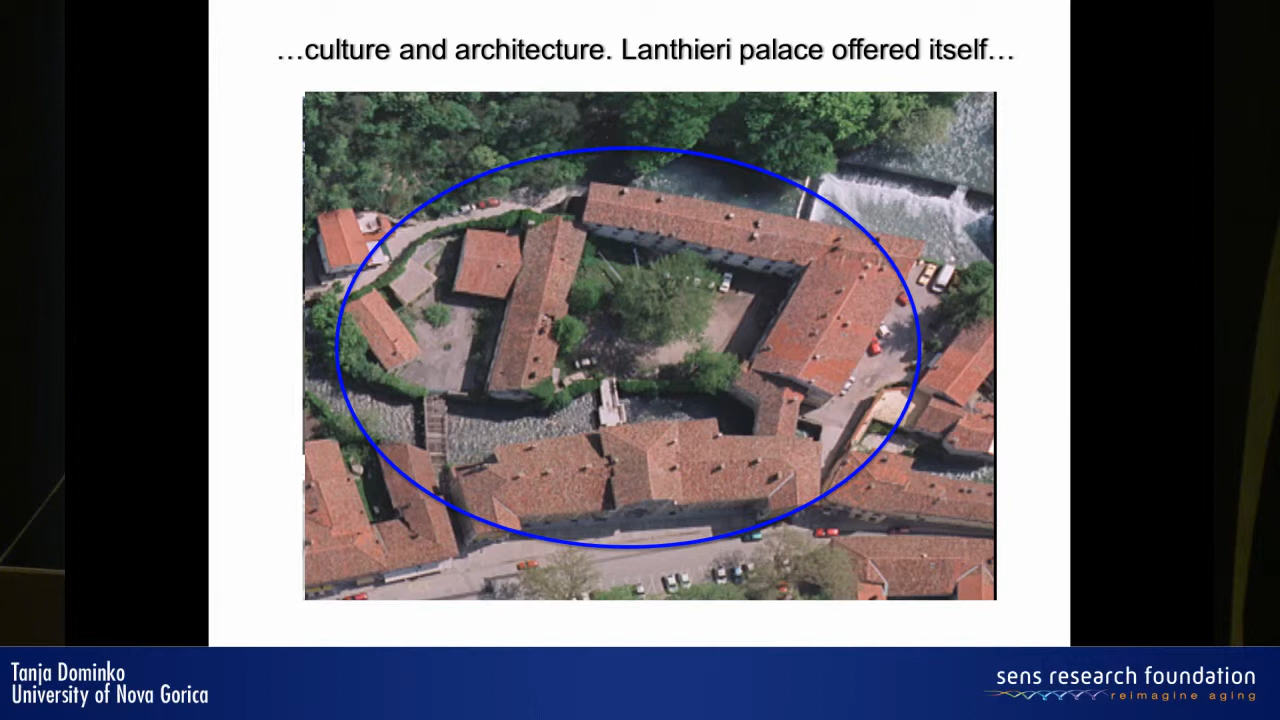 …culture and architecture. Lanthieri palace offered itself…
Tanja Dominko
University of Nova Gorica
sens research foundation
reimagine aging